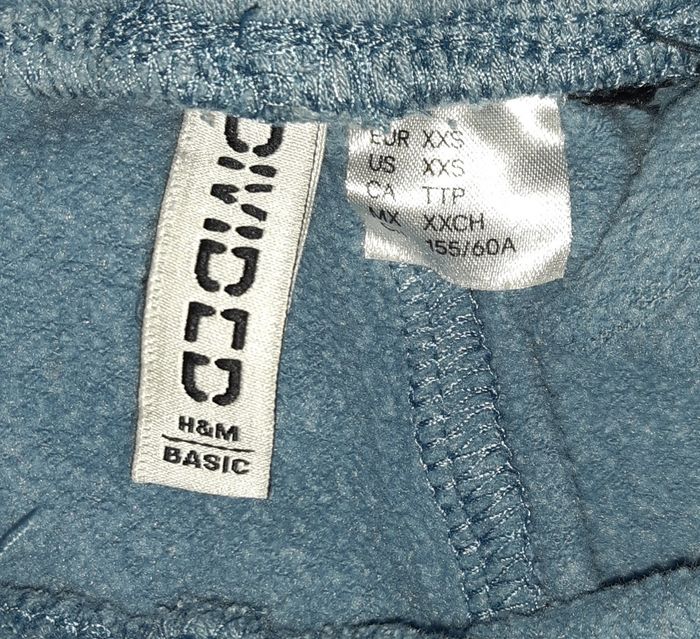 DIVIDED
H&M
BASIC
EUR XXS
US XXS
CA TTP
MX XXCH
155/60A